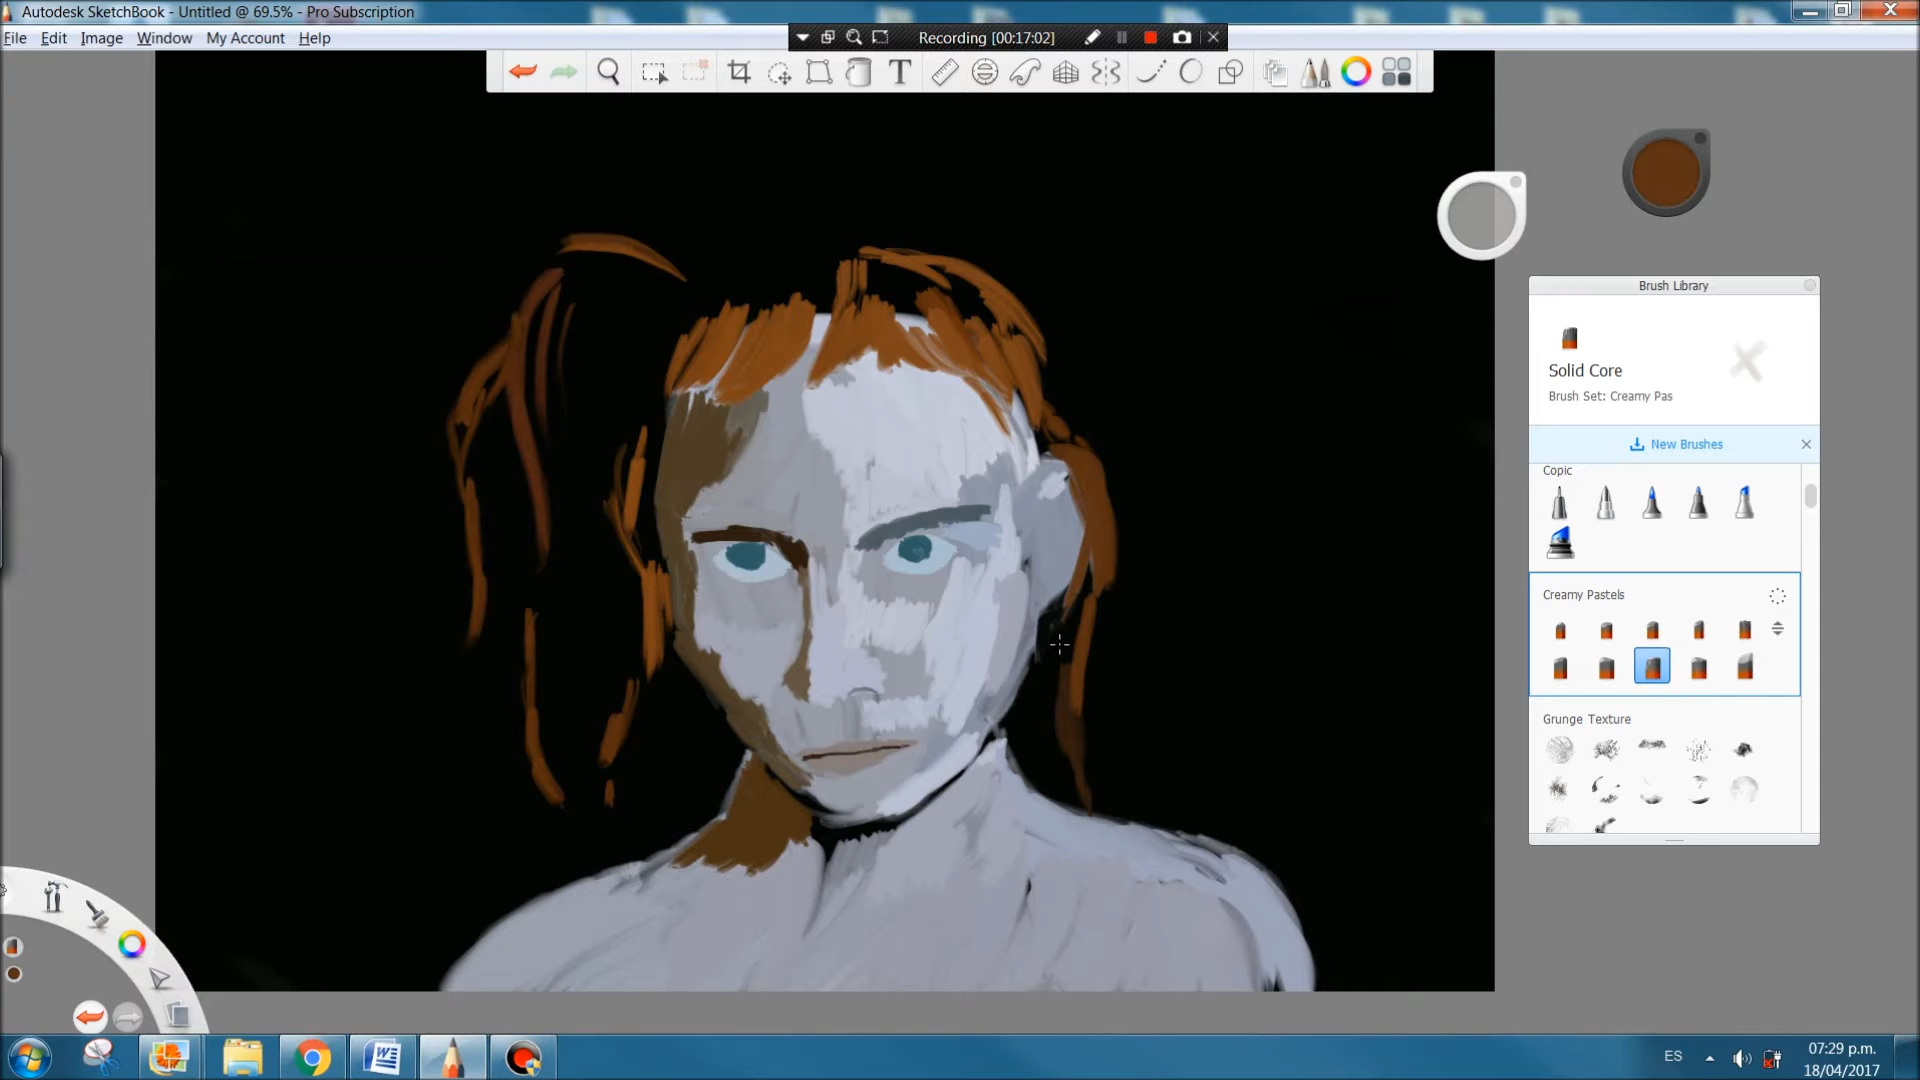 Autodesk SketchBook - Untitled @ 69.5% - Pro Subscription
File Edit Image Window My Account Help
Recording [00:17:02]
T
Brush Library
Solid Core
Brush Set: Creamy Pas
New Brushes
Copic
Creamy Pastels
Grunge Texture
W
ES
07:29 p.m.
18/04/2017